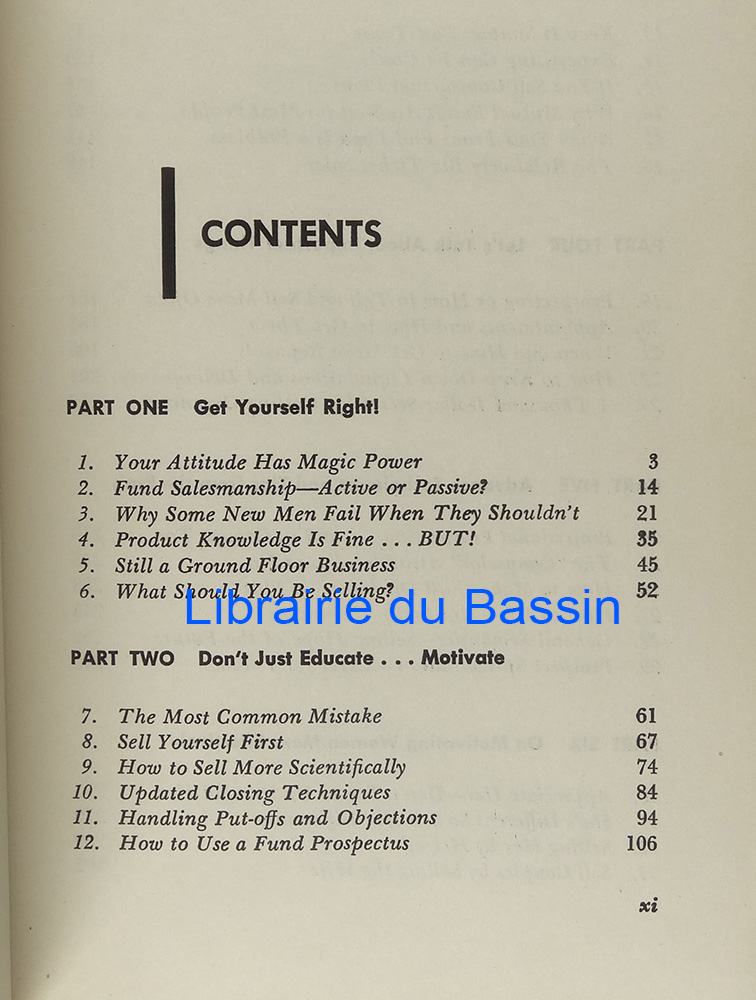 CONTENTS
PART ONE Get Yourself Right!
1. Your Attitude Has Magic Power 3
2. Fund Salesmanship—Active or Passive? 14
3. Why Some New Men Fail When They Shouldn't 21
4. Product Knowledge Is Fine . . . BUT! 35
5. Still a Ground Floor Business 45
6. What Should You Be Selling? 52
Librairie du Bassin
PART TWO Don't Just Educate . . . Motivate
7. The Most Common Mistake 61
8. Sell Yourself First 67
9. How to Sell More Scientifically 74
10. Updated Closing Techniques 84
11. Handling Put-offs and Objections 94
12. How to Use a Fund Prospectus 106
xi